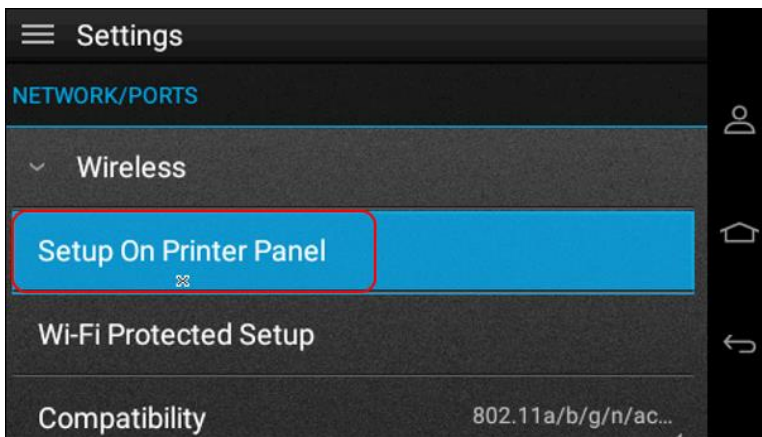 Settings
NETWORK/PORTS
Wireless
Setup On Printer Panel
Wi-Fi Protected Setup
Compatibility 802.11a/b/g/n/ac...